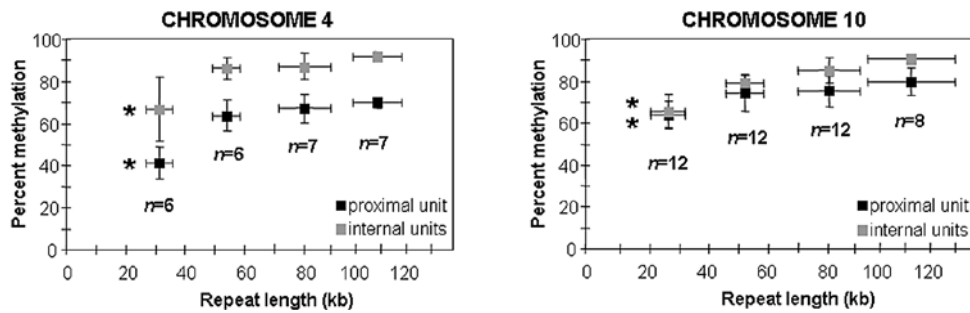 CHROMOSOME 4
Percent methylation
100
80
60
40
20
0
*
*
n=6
n=6
n=7
n=7
proximal unit
internal units
0 20 40 60 80 100 120
Repeat length (kb)
CHROMOSOME 10
Percent methylation
100
80
60
40
20
0
*
*
n=12
n=12
n=12
n=8
proximal unit
internal units
0 20 40 60 80 100 120
Repeat length (kb)